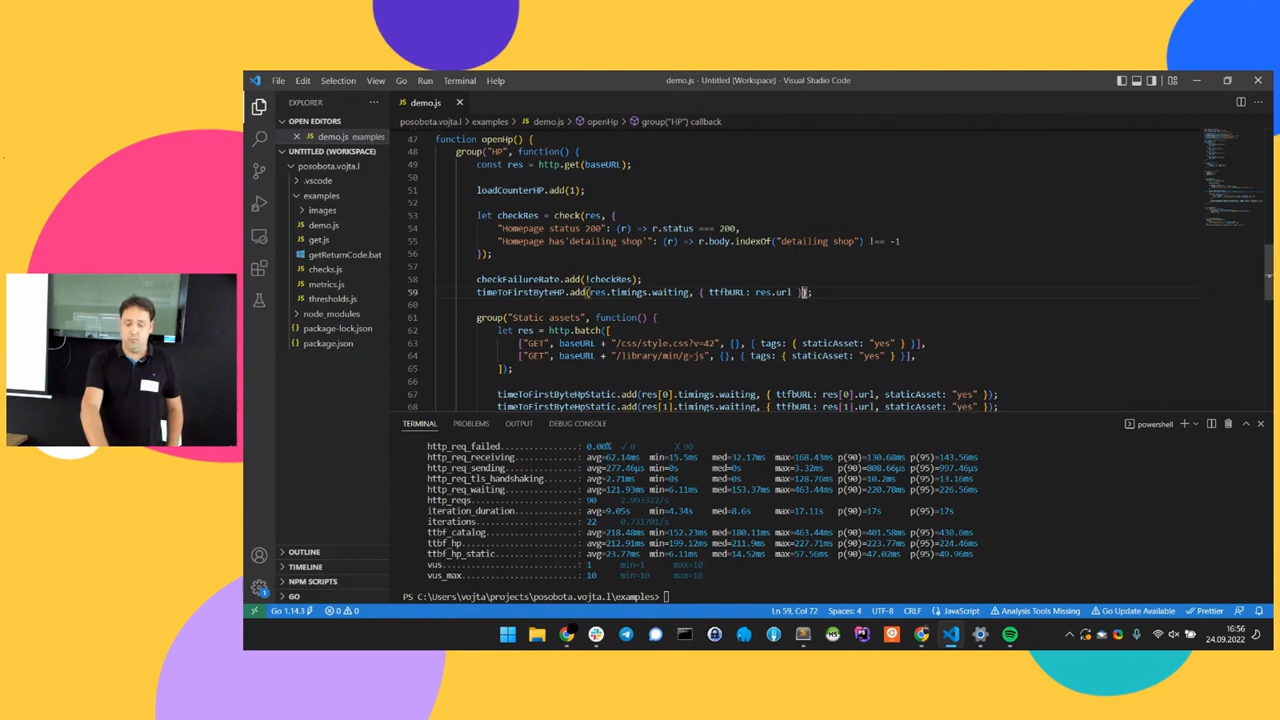 File Edit Selection View Go Run Terminal Help
demo.js - Untitled (Workspace) - Visual Studio Code
EXPLORER
OPEN EDITORS
demo.js examples
UNTITLED (WORKSPACE)
posobota.vojta.l
.vscode
examples
images
demo.js
get.js
getReturnCode.bat
checks.js
metrics.js
thresholds.js
node_modules
package-lock.json
package.json
OUTLINE
TIMELINE
NPM SCRIPTS
GO
demo.js
posobota.vojta.l > examples > demo.js > openHp > group("HP") callback
47 function openHp() {
48 group("HP", function() {
49 const res = http.get(baseURL);
50
51 loadCounterHP.add(1);
52
53 let checkRes = check(res, {
54 "Homepage status 200": (r) => r.status === 200,
55 "Homepage has'detailing shop'": (r) => r.body.indexOf("detailing shop") !== -1
56 });
57
58 checkFailureRate.add(!checkRes);
59 timeToFirstByteHP.add(res.timings.waiting, { ttfbURL: res.url });
60
61 group("Static assets", function() {
62 let res = http.batch([
63 ["GET", baseURL + "/css/style.css?v=42", {}, { tags: { staticAsset: "yes" } }],
64 ["GET", baseURL + "/library/min/g=js", {}, { tags: { staticAsset: "yes" } }],
65 ]);
66
67 timeToFirstByteHpStatic.add(res[0].timings.waiting, { ttfbURL: res[0].url, staticAsset: "yes" });
68 timeToFirstByteHpStatic.add(res[1].timings.waiting, { ttfbURL: res[1].url, staticAsset: "yes" });
TERMINAL PROBLEMS OUTPUT DEBUG CONSOLE
powershell
http_req_failed................: 0.00% ✓ 0 ✗ 90
http_req_receiving.............: avg=62.14ms min=15.5ms med=32.17ms max=168.43ms p(90)=130.68ms p(95)=143.56ms
http_req_sending...............: avg=277.46µs min=0s med=0s max=3.32ms p(90)=808.66µs p(95)=997.46µs
http_req_tls_handshaking.......: avg=2.71ms min=0s med=0s max=128.76ms p(90)=10.2ms p(95)=13.16ms
http_req_waiting...............: avg=121.93ms min=6.11ms med=153.37ms max=463.44ms p(90)=220.78ms p(95)=226.56ms
http_reqs......................: 90 2.993322/s
iteration_duration.............: avg=9.05s min=4.34s med=8.6s max=17.11s p(90)=17s p(95)=17s
iterations.....................: 22 0.731701/s
ttbf_catalog...................: avg=218.48ms min=152.23ms med=180.11ms max=463.44ms p(90)=401.58ms p(95)=430.6ms
ttbf_hp........................: avg=212.91ms min=199.12ms med=211.9ms max=227.71ms p(90)=223.77ms p(95)=224.46ms
ttbf_hp_static.................: avg=23.77ms min=6.11ms med=14.52ms max=57.56ms p(90)=47.02ms p(95)=49.96ms
vus............................: 1 min=1 max=10
vus_max........................: 10 min=10 max=10
PS C:\Users\vojta\projects\posobota.vojta.l\examples>
Go 1.14.3 0 0
Ln 59, Col 72 Spaces: 4 UTF-8 CRLF JavaScript Analysis Tools Missing Go Update Available Prettier
16:56
24.09.2022